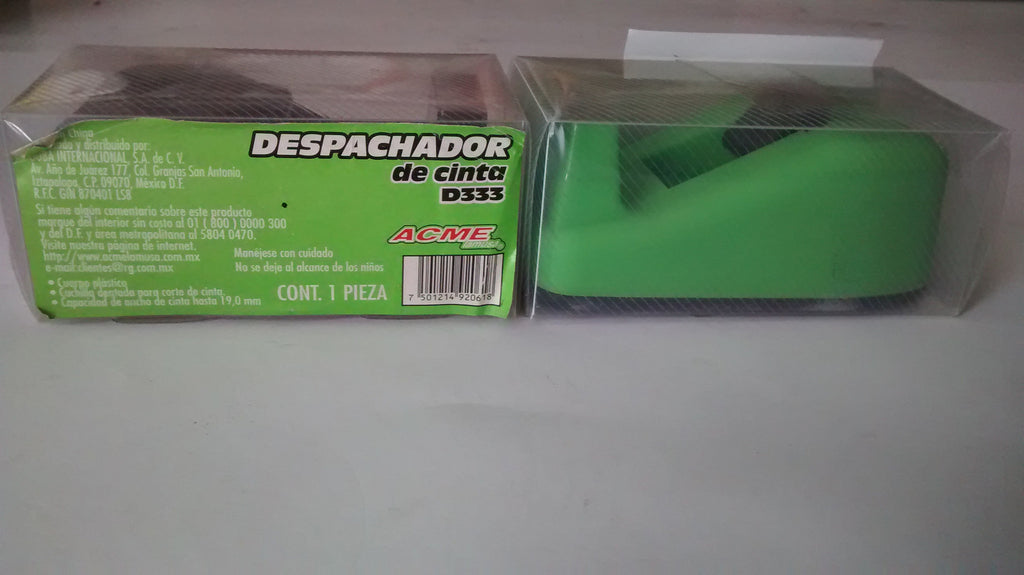 China
y distribuido por:
INTERNACIONAL, S.A. de C. V.
Av. Año de Juárez 177, Col. Granjas San Antonio,
Iztapalapa, C.P. 09070, México D.F.
R.F.C. GIN 870401 LS8
Si tiene algún comentario sobre este producto
marque del interior sin costo al 01 ( 800 ) 0000 300
y del D.F. y área metropolitana al 5804 0470.
Visite nuestra página de internet.
http://www.acmelamusa.com.mx
e-mail:clientes@rg.com.mx
• Cuerpo plástico
• Cuchilla dentada para corte de cinta.
• Capacidad de ancho de cinta hasta 19,0 mm
DESPACHADOR
de cinta
D333
ACME
Manéjese con cuidado
No se deje al alcance de los niños
CONT. 1 PIEZA
7 501214 920618